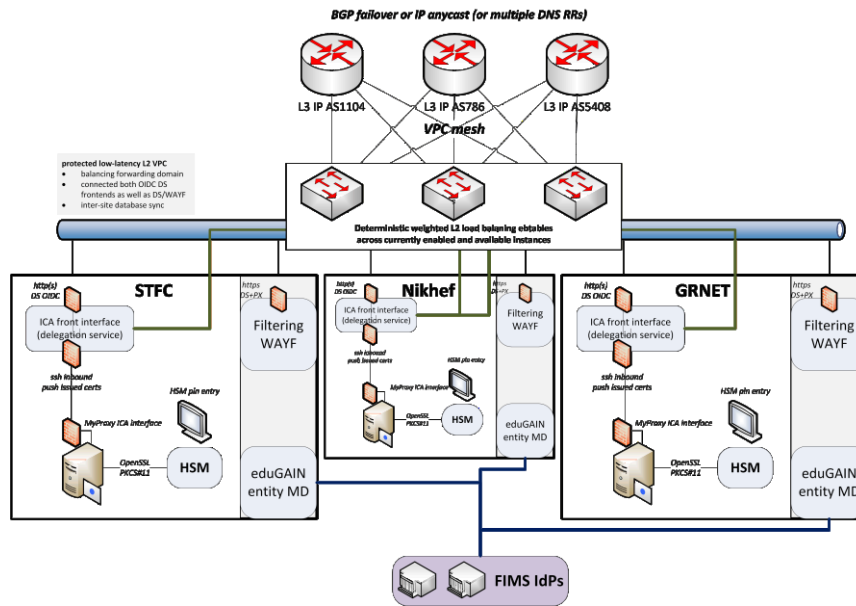 BGP failover or IP anycast (or multiple DNS RRs)
L3 IP AS1104
L3 IP AS786
L3 IP AS5408
VPC mesh
protected low-latency L2 VPC
• balancing forwarding domain
• connected both OIDC DS
frontends as well as DS/WAYF
• inter-site database sync
Deterministic weighted L2 load balaning ebtables
across currently enabled and available instances
STFC
http(s)
DS OIDC
https
DS+PX
ICA front interface
(delegation service)
Filtering
WAYF
ssh inbound
push issued certs
HSM pin entry
MyProxy ICA interface
OpenSSL
PKCS#11
HSM
eduGAIN
entity MD
Nikhef
http(s)
DS OIDC
https
DS+PX
ICA front interface
(delegation service)
Filtering
WAYF
ssh inbound
push issued certs
HSM pin entry
MyProxy ICA interface
OpenSSL
PKCS#11
HSM
eduGAIN
entity MD
GRNET
http(s)
DS OIDC
https
DS+PX
ICA front interface
(delegation service)
Filtering
WAYF
ssh inbound
push issued certs
HSM pin entry
MyProxy ICA interface
OpenSSL
PKCS#11
HSM
eduGAIN
entity MD
FIMS IdPs